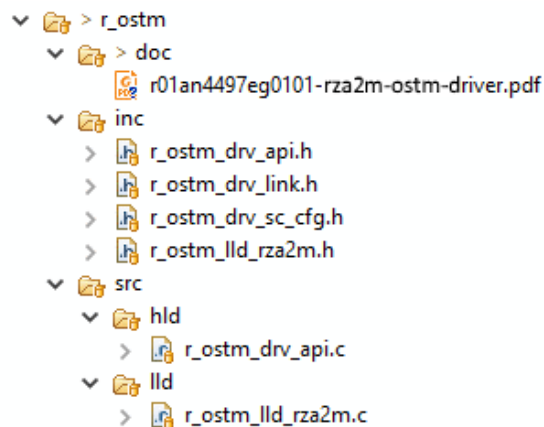 > r_ostm
> doc
r01an4497eg0101-rza2m-ostm-driver.pdf
inc
r_ostm_drv_api.h
r_ostm_drv_link.h
r_ostm_drv_sc_cfg.h
r_ostm_lld_rza2m.h
src
hld
r_ostm_drv_api.c
lld
r_ostm_lld_rza2m.c